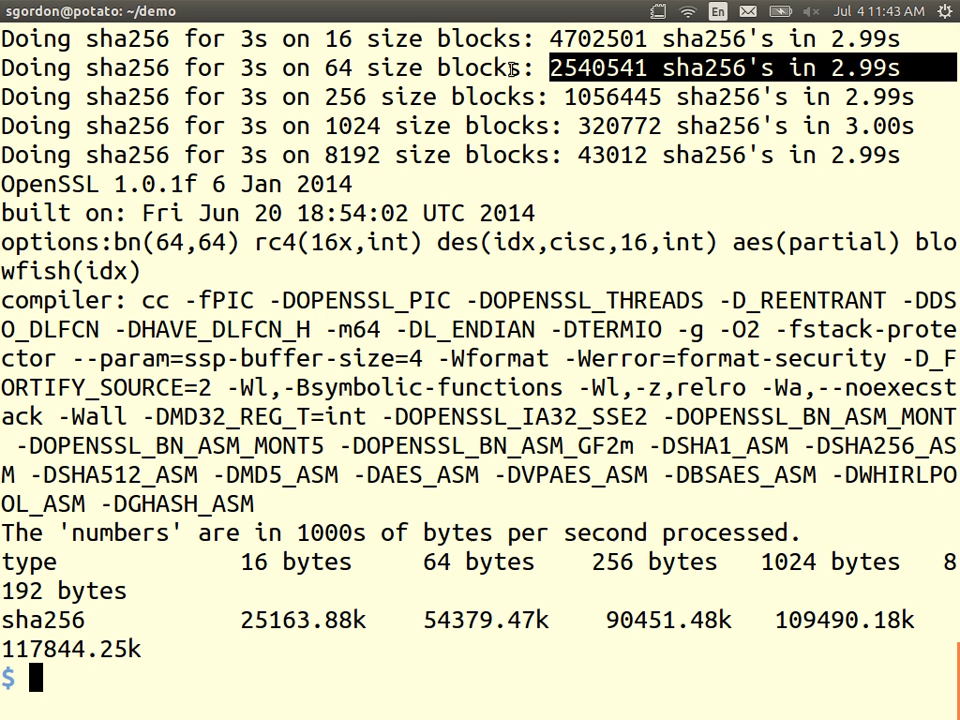 sgordon@potato: ~/demo En Jul 4 11:43 AM
Doing sha256 for 3s on 16 size blocks: 4702501 sha256's in 2.99s
Doing sha256 for 3s on 64 size blocks: 2540541 sha256's in 2.99s
Doing sha256 for 3s on 256 size blocks: 1056445 sha256's in 2.99s
Doing sha256 for 3s on 1024 size blocks: 320772 sha256's in 3.00s
Doing sha256 for 3s on 8192 size blocks: 43012 sha256's in 2.99s
OpenSSL 1.0.1f 6 Jan 2014
built on: Fri Jun 20 18:54:02 UTC 2014
options:bn(64,64) rc4(16x,int) des(idx,cisc,16,int) aes(partial) blo
wfish(idx)
compiler: cc -fPIC -DOPENSSL_PIC -DOPENSSL_THREADS -D_REENTRANT -DDS
O_DLFCN -DHAVE_DLFCN_H -m64 -DL_ENDIAN -DTERMIO -g -O2 -fstack-prote
ctor --param=ssp-buffer-size=4 -Wformat -Werror=format-security -D_F
ORTIFY_SOURCE=2 -Wl,-Bsymbolic-functions -Wl,-z,relro -Wa,--noexecst
ack -Wall -DMD32_REG_T=int -DOPENSSL_IA32_SSE2 -DOPENSSL_BN_ASM_MONT
 -DOPENSSL_BN_ASM_MONT5 -DOPENSSL_BN_ASM_GF2m -DSHA1_ASM -DSHA256_AS
M -DSHA512_ASM -DMD5_ASM -DAES_ASM -DVPAES_ASM -DBSAES_ASM -DWHIRLPO
OL_ASM -DGHASH_ASM
The 'numbers' are in 1000s of bytes per second processed.
type 16 bytes 64 bytes 256 bytes 1024 bytes 8
192 bytes
sha256 25163.88k 54379.47k 90451.48k 109490.18k
117844.25k
$